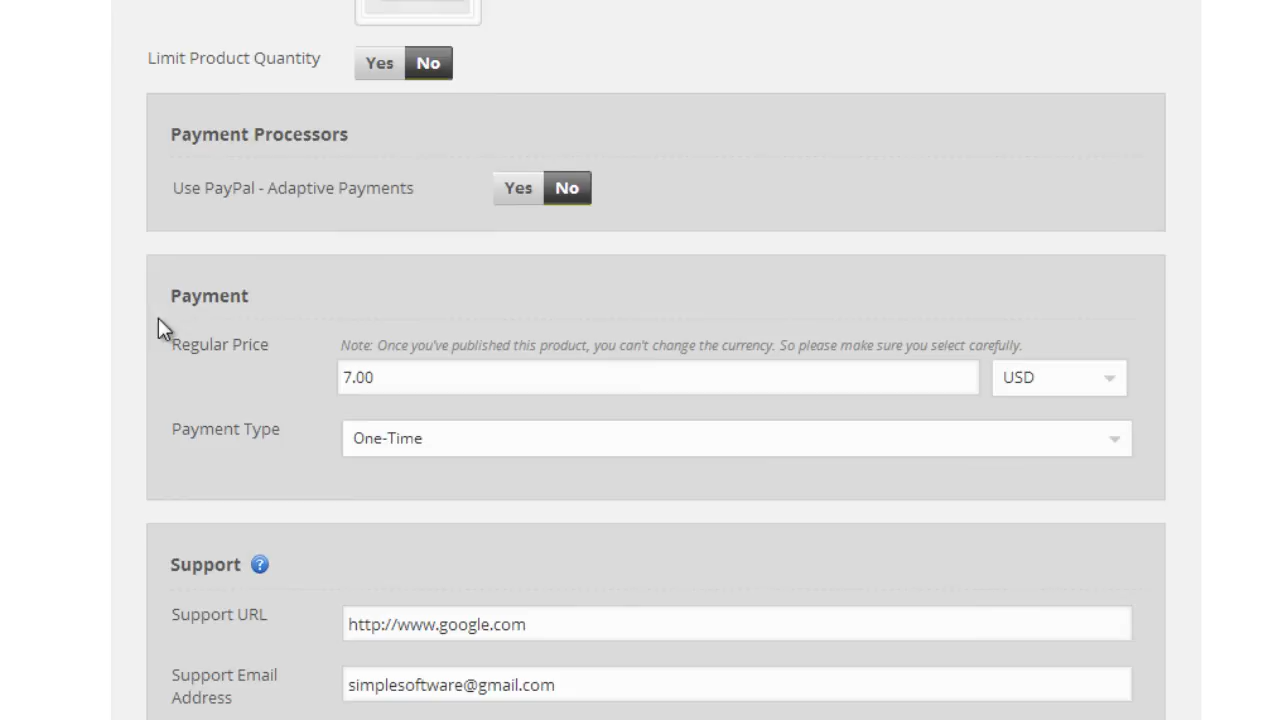 Limit Product Quantity Yes No
Payment Processors
Use PayPal - Adaptive Payments Yes No
Payment
Regular Price Note: Once you've published this product, you can't change the currency. So please make sure you select carefully.
7.00 USD
Payment Type One-Time
Support ?
Support URL http://www.google.com
Support Email
Address simplesoftware@gmail.com